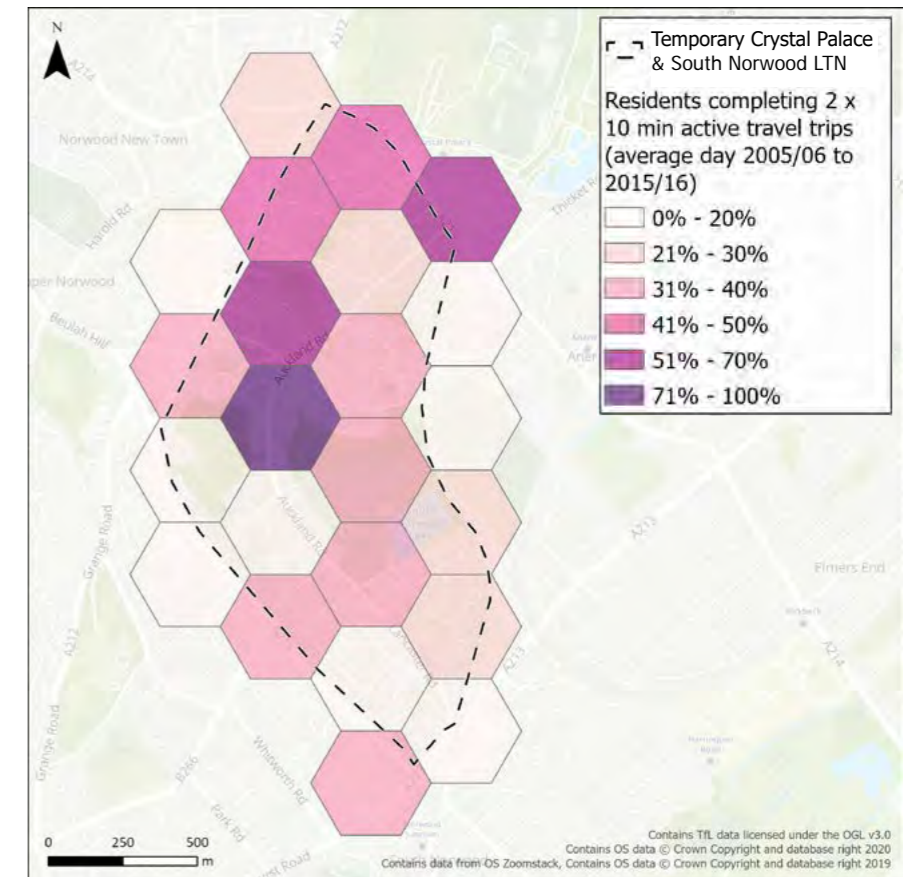 N
Temporary Crystal Palace
& South Norwood LTN
Residents completing 2 x
10 min active travel trips
(average day 2005/06 to
2015/16)
0% - 20%
21% - 30%
31% - 40%
41% - 50%
51% - 70%
71% - 100%
A214
A212
Norwood New Town
Harold Rd
Thicket
per Norwood
Beulah Hill
Auckland Rd
Auckland
Grange Road
A213
Elmers End
A212
A213
A214
Grange Road
B266
Whitworth Rd
Park Rd
Road
0 250 500
m
Contains TfL data licensed under the OGL v3.0
Contains OS data © Crown Copyright and database right 2020
Contains data from OS Zoomstack, Contains OS data © Crown Copyright and database right 2019